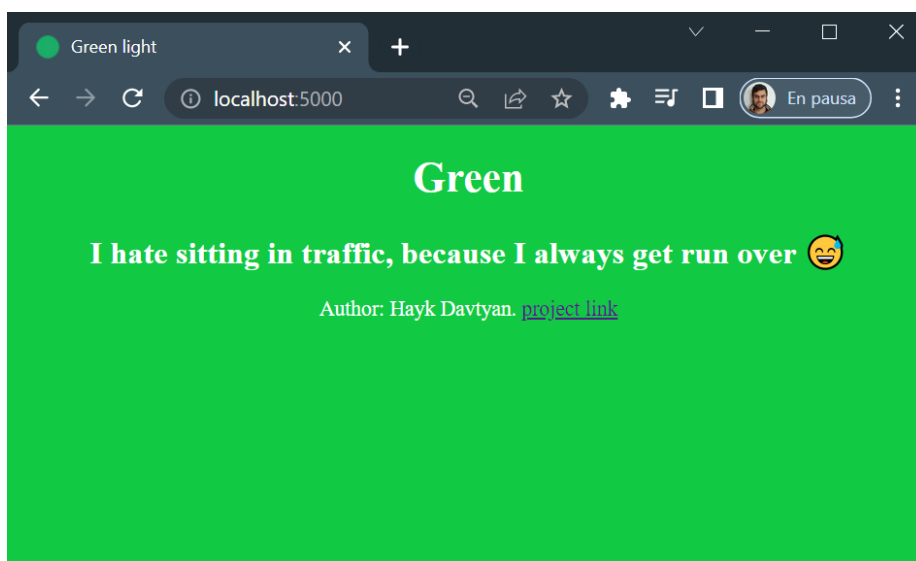 Green light
localhost:5000
En pausa
Green
I hate sitting in traffic, because I always get run over 😅
Author: Hayk Davtyan. project link